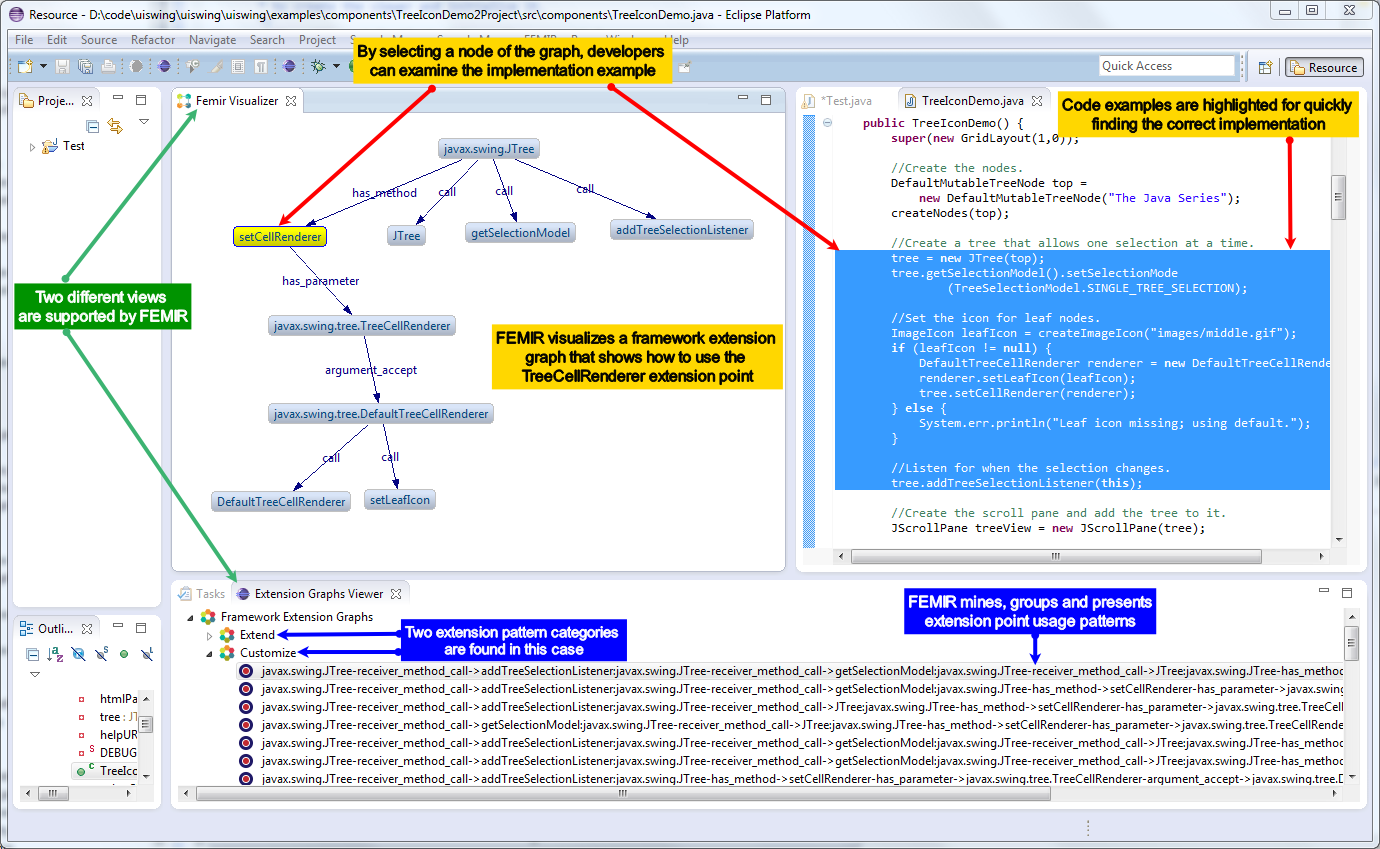 Resource - D:\code\uiswing\uiswing\uiswing\examples\components\TreeIconDemo2Project\src\components\TreeIconDemo.java - Eclipse Platform
File Edit Source Refactor Navigate Search Project
By selecting a node of the graph, developers
can examine the implementation example
Quick Access
Resource
Proje...
Test
Femir Visualizer
javax.swing.JTree
has_method
call
call
call
setCellRenderer
JTree
getSelectionModel
addTreeSelectionListener
has_parameter
javax.swing.tree.TreeCellRenderer
argument_accept
javax.swing.tree.DefaultTreeCellRenderer
call
call
DefaultTreeCellRenderer
setLeafIcon
Two different views
are supported by FEMIR
FEMIR visualizes a framework extension
graph that shows how to use the
TreeCellRenderer extension point
*Test.java
TreeIconDemo.java
Code examples are highlighted for quickly
finding the correct implementation
public TreeIconDemo() {
super(new GridLayout(1,0));
//Create the nodes.
DefaultMutableTreeNode top =
new DefaultMutableTreeNode("The Java Series");
createNodes(top);
//Create a tree that allows one selection at a time.
tree = new JTree(top);
tree.getSelectionModel().setSelectionMode
(TreeSelectionModel.SINGLE_TREE_SELECTION);
//Set the icon for leaf nodes.
ImageIcon leafIcon = createImageIcon("images/middle.gif");
if (leafIcon != null) {
DefaultTreeCellRenderer renderer = new DefaultTreeCellRende
renderer.setLeafIcon(leafIcon);
tree.setCellRenderer(renderer);
} else {
System.err.println("Leaf icon missing; using default.");
}
//Listen for when the selection changes.
tree.addTreeSelectionListener(this);
//Create the scroll pane and add the tree to it.
JScrollPane treeView = new JScrollPane(tree);
Outli...
htmlPa
tree : JT
helpUR
DEBUG
TreeIcc
Tasks
Extension Graphs Viewer
Framework Extension Graphs
Extend
Customize
Two extension pattern categories
are found in this case
FEMIR mines, groups and presents
extension point usage patterns
javax.swing.JTree-receiver_method_call->addTreeSelectionListener:javax.swing.JTree-receiver_method_call->getSelectionModel:javax.swing.JTree-receiver_method_call->JTree:javax.swing.JTree-has_metho
javax.swing.JTree-receiver_method_call->addTreeSelectionListener:javax.swing.JTree-receiver_method_call->getSelectionModel:javax.swing.JTree-has_method->setCellRenderer-has_parameter->javax.swing
javax.swing.JTree-receiver_method_call->addTreeSelectionListener:javax.swing.JTree-receiver_method_call->JTree:javax.swing.JTree-has_method->setCellRenderer-has_parameter->javax.swing.tree.TreeCell
javax.swing.JTree-receiver_method_call->getSelectionModel:javax.swing.JTree-receiver_method_call->JTree:javax.swing.JTree-has_method->setCellRenderer-has_parameter->javax.swing.tree.TreeCellRende
javax.swing.JTree-receiver_method_call->addTreeSelectionListener:javax.swing.JTree-receiver_method_call->getSelectionModel:javax.swing.JTree-receiver_method_call->JTree:javax.swing.JTree-has_metho
javax.swing.JTree-receiver_method_call->addTreeSelectionListener:javax.swing.JTree-receiver_method_call->getSelectionModel:javax.swing.JTree-receiver_method_call->JTree:javax.swing.JTree-has_metho
javax.swing.JTree-receiver_method_call->addTreeSelectionListener:javax.swing.JTree-has_method->setCellRenderer-has_parameter->javax.swing.tree.TreeCellRenderer-argument_accept->javax.swing.tree.D